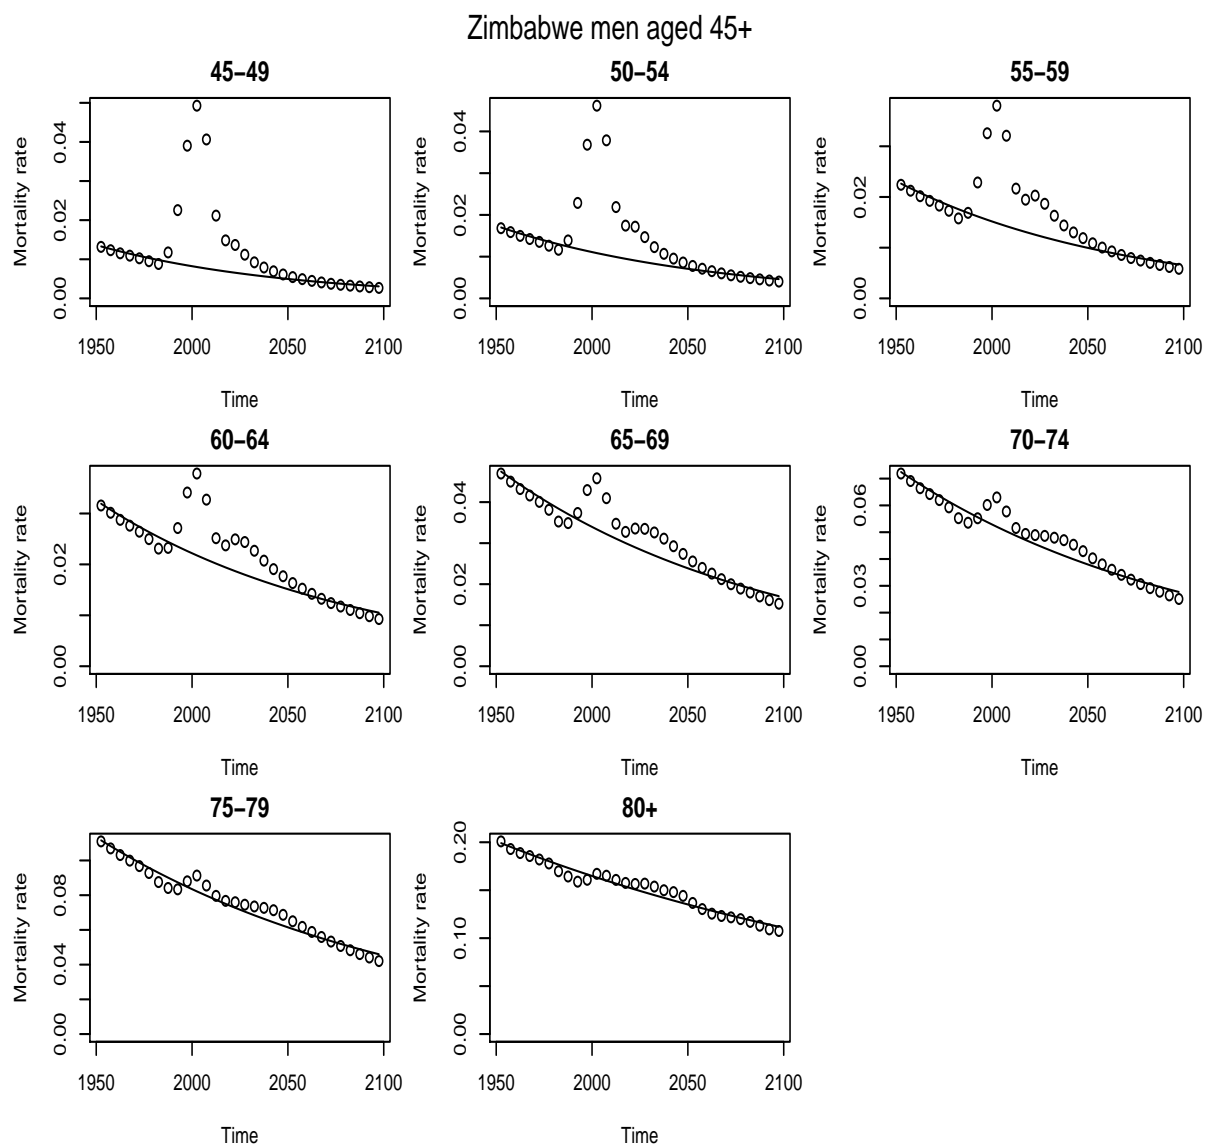 Zimbabwe men aged 45+
45–49
Mortality rate
0.00 0.02 0.04
1950 2000 2050 2100
Time
50–54
Mortality rate
0.00 0.02 0.04
1950 2000 2050 2100
Time
55–59
Mortality rate
0.00 0.02
1950 2000 2050 2100
Time
60–64
Mortality rate
0.00 0.02
1950 2000 2050 2100
Time
65–69
Mortality rate
0.00 0.02 0.04
1950 2000 2050 2100
Time
70–74
Mortality rate
0.00 0.03 0.06
1950 2000 2050 2100
Time
75–79
Mortality rate
0.00 0.04 0.08
1950 2000 2050 2100
Time
80+
Mortality rate
0.00 0.10 0.20
1950 2000 2050 2100
Time